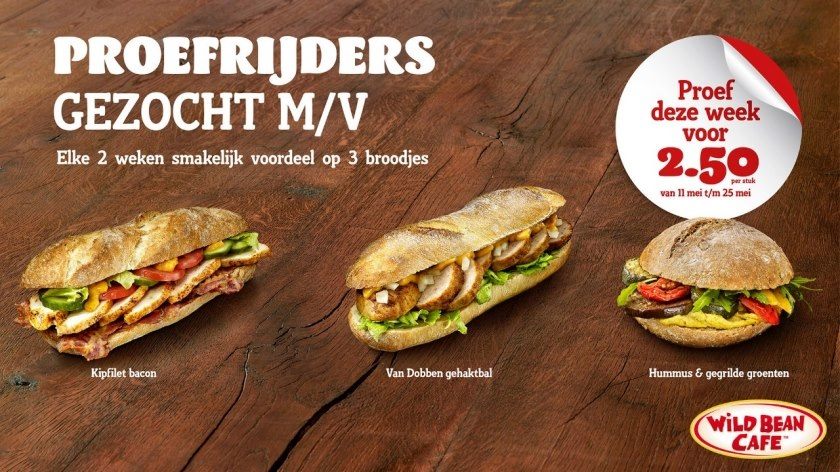 PROEFRIJDERS
GEZOCHT M/V
Elke 2 weken smakelijk voordeel op 3 broodjes
Proef
deze week
voor
2.50
per stuk
van 11 mei t/m 25 mei
Kipfilet bacon
Van Dobben gehaktbal
Hummus & gegrilde groenten
WILD BEAN
CAFE™